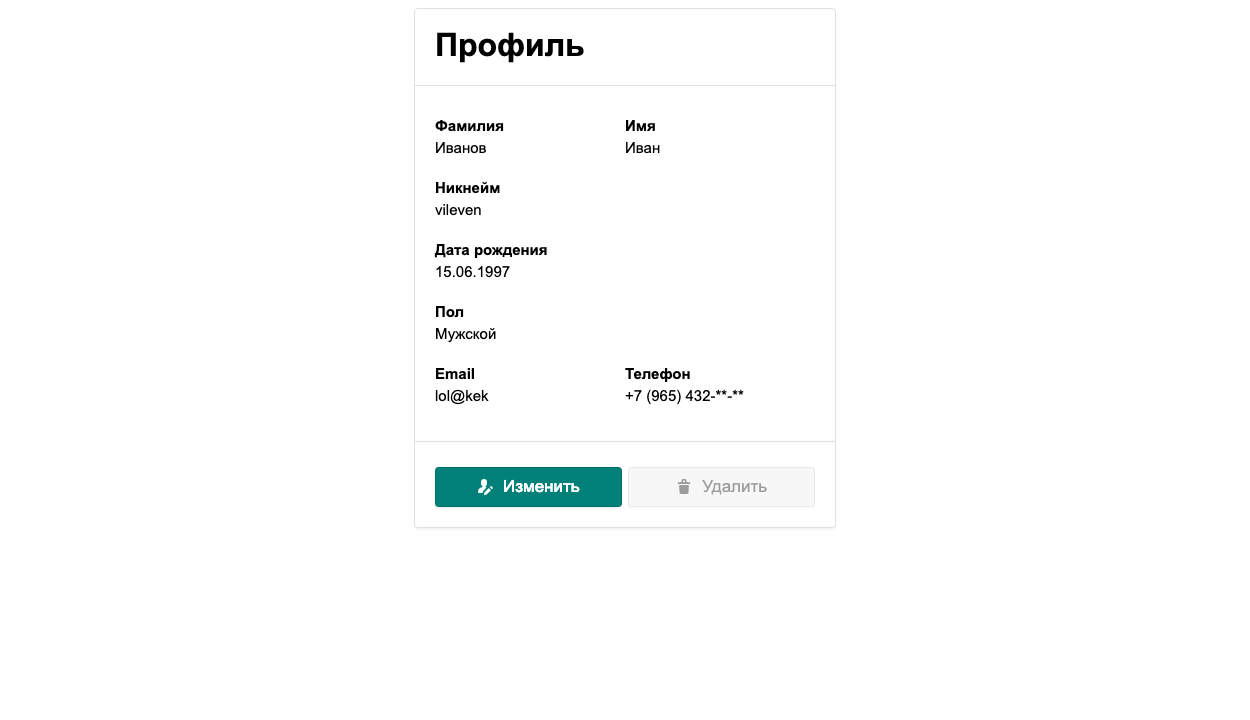 Профиль
Фамилия Имя
Иванов Иван
Никнейм
vileven
Дата рождения
15.06.1997
Пол
Мужской
Email Телефон
lol@kek +7 (965) 432-**-**
Изменить Удалить